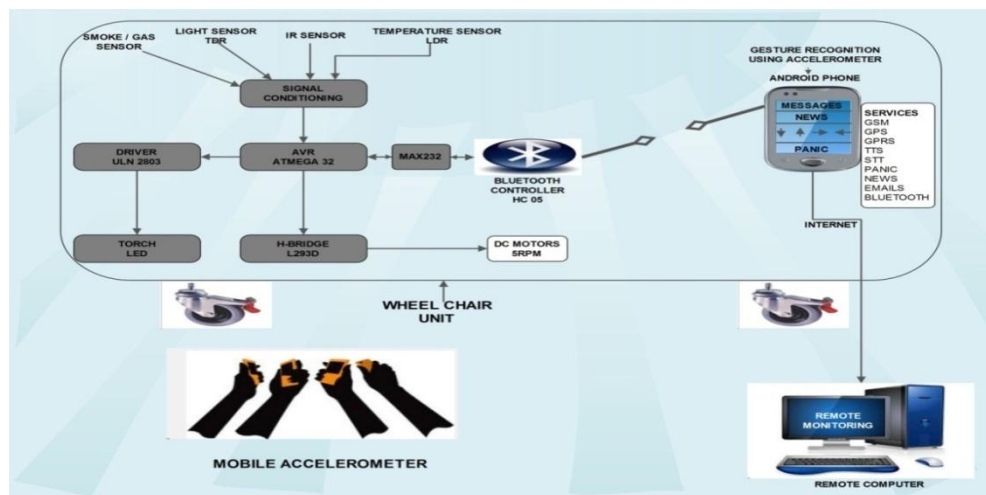 SMOKE / GAS
SENSOR
LIGHT SENSOR
TDR
IR SENSOR
TEMPERATURE SENSOR
LDR
SIGNAL
CONDITIONING
DRIVER
ULN 2803
AVR
ATMEGA 32
MAX232
BLUETOOTH
CONTROLLER
HC 05
GESTURE RECOGNITION
USING ACCELEROMETER
ANDROID PHONE
MESSAGES
NEWS
PANIC
SERVICES
GSM
GPS
GPRS
TTS
STT
PANIC
NEWS
EMAILS
BLUETOOTH
INTERNET
TORCH
LED
H-BRIDGE
L293D
DC MOTORS
5RPM
WHEEL CHAIR
UNIT
MOBILE ACCELEROMETER
REMOTE
MONITORING
REMOTE COMPUTER